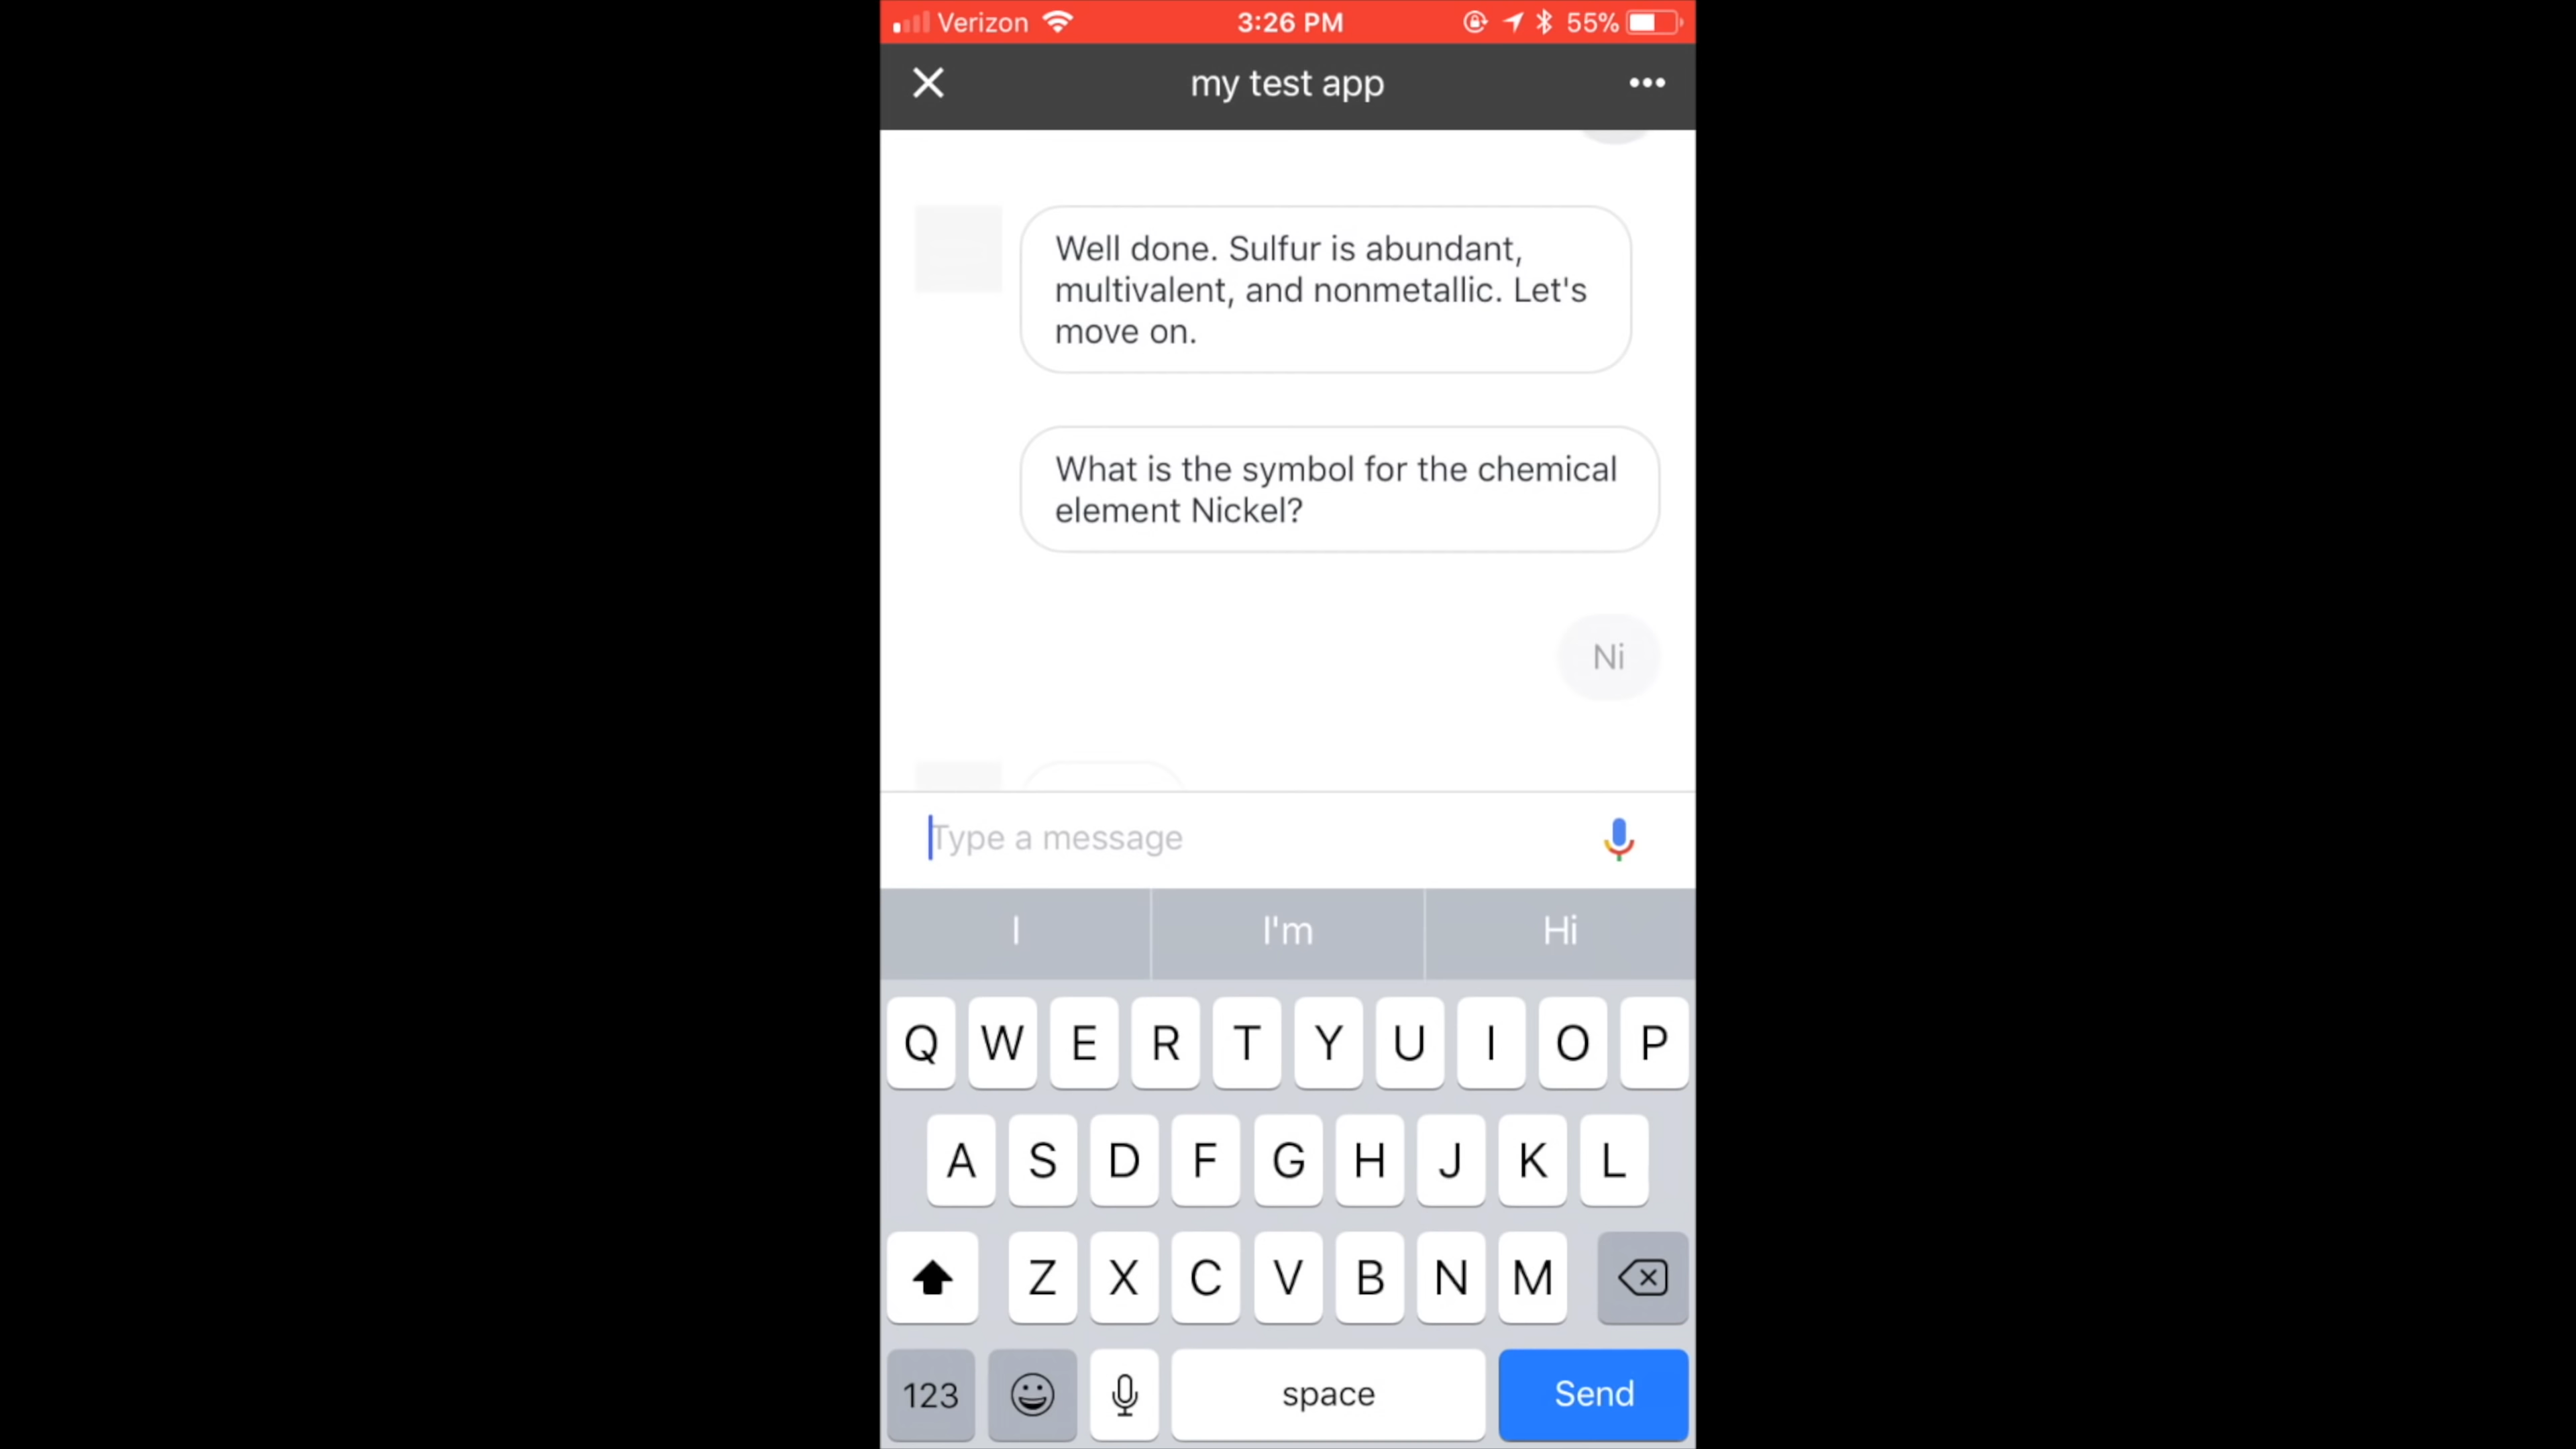 Verizon 3:26 PM 55%
my test app
Well done. Sulfur is abundant,
multivalent, and nonmetallic. Let's
move on.
What is the symbol for the chemical
element Nickel?
Ni
Type a message
I I'm Hi
Q W E R T Y U I O P
A S D F G H J K L
Z X C V B N M
123 space Send